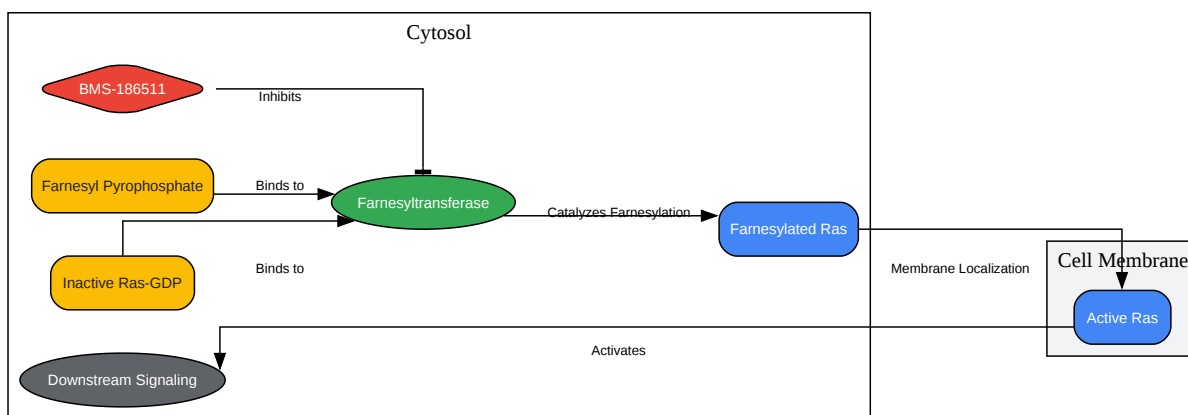 Cytosol
BMS-186511
Inhibits
Farnesyl Pyrophosphate
Binds to
Farnesyltransferase
Catalyzes Farnesylation
Farnesylated Ras
Inactive Ras-GDP
Binds to
Membrane Localization
Cell Membrane
Active Ras
Activates
Downstream Signaling